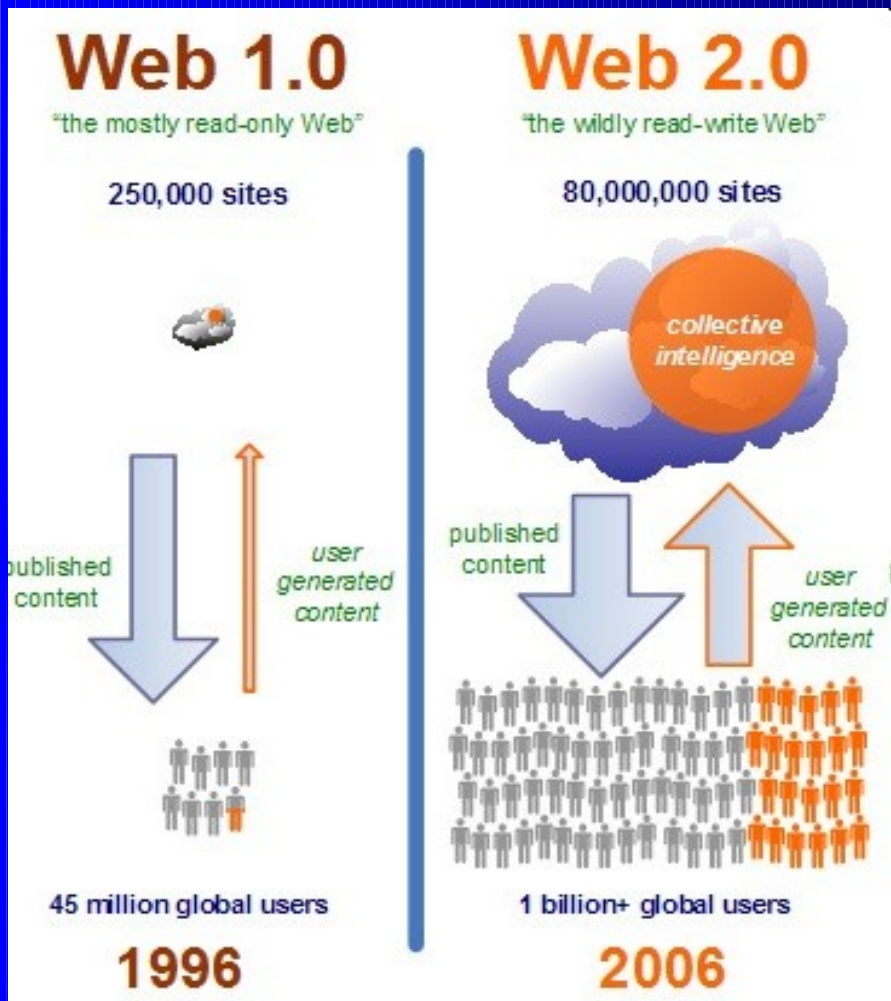 Web 1.0
“the mostly read-only Web”
250,000 sites
published
content
user
generated
content
45 million global users
1996
Web 2.0
“the wildly read-write Web”
80,000,000 sites
collective
intelligence
published
content
user
generated
content
1 billion+ global users
2006